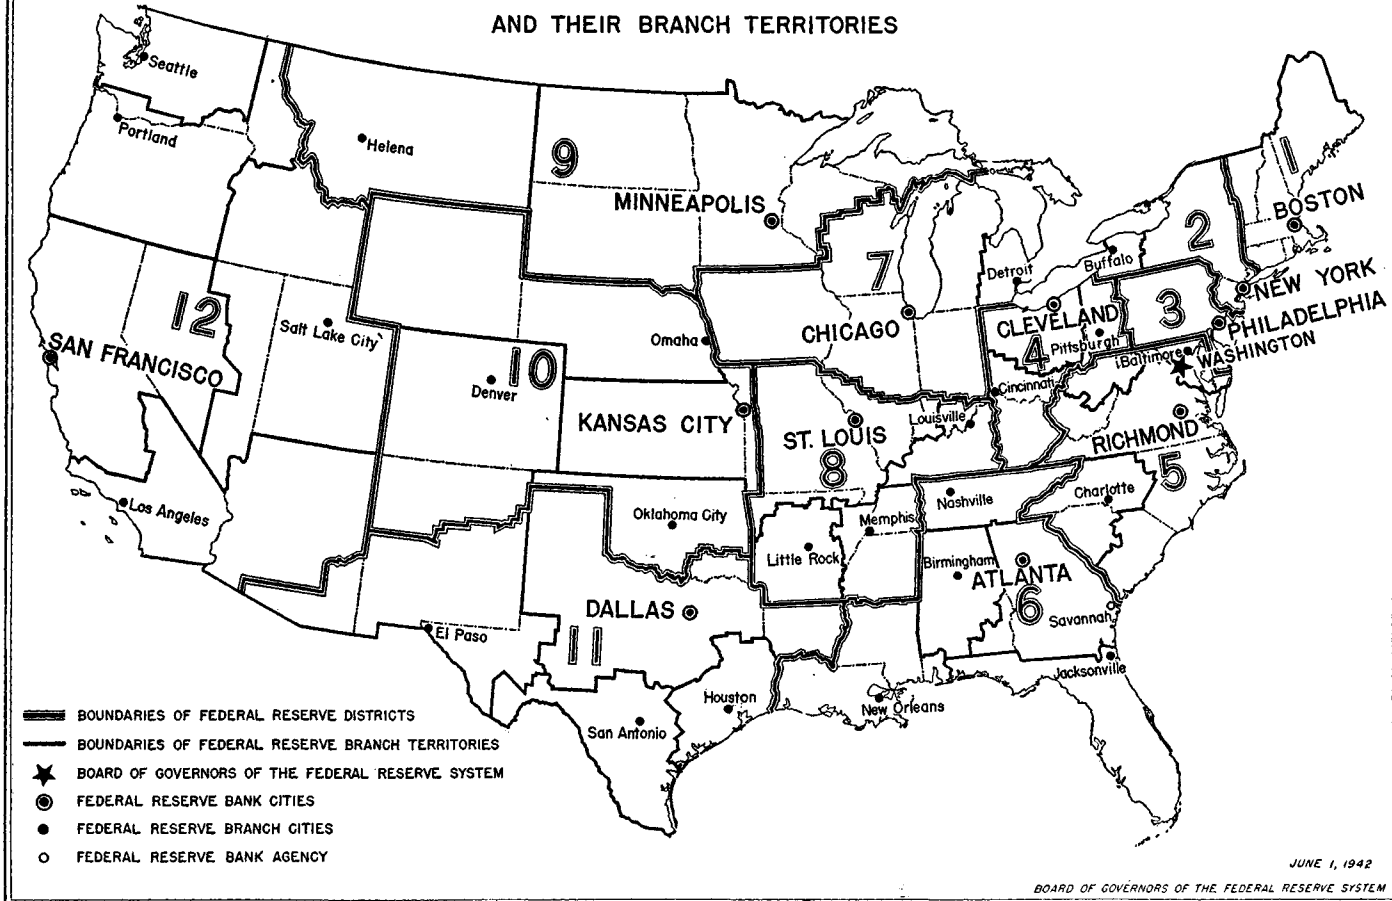 AND THEIR BRANCH TERRITORIES
Seattle
Portland
Helena
9
MINNEAPOLIS
1
BOSTON
2
7
Detroit
Buffalo
NEW YORK
12
SAN FRANCISCO
Salt Lake City
Omaha
CHICAGO
CLEVELAND
4
Pittsburgh
3
PHILADELPHIA
Baltimore
WASHINGTON
10
Denver
Cincinnati
KANSAS CITY
ST. LOUIS
8
Louisville
RICHMOND
5
Los Angeles
Oklahoma City
Memphis
Nashville
Charlotte
Little Rock
Birmingham
ATLANTA
6
Savannah
DALLAS
11
El Paso
Jacksonville
Houston
San Antonio
New Orleans
BOUNDARIES OF FEDERAL RESERVE DISTRICTS
BOUNDARIES OF FEDERAL RESERVE BRANCH TERRITORIES
BOARD OF GOVERNORS OF THE FEDERAL RESERVE SYSTEM
FEDERAL RESERVE BANK CITIES
FEDERAL RESERVE BRANCH CITIES
FEDERAL RESERVE BANK AGENCY
JUNE 1, 1942
BOARD OF GOVERNORS OF THE FEDERAL RESERVE SYSTEM